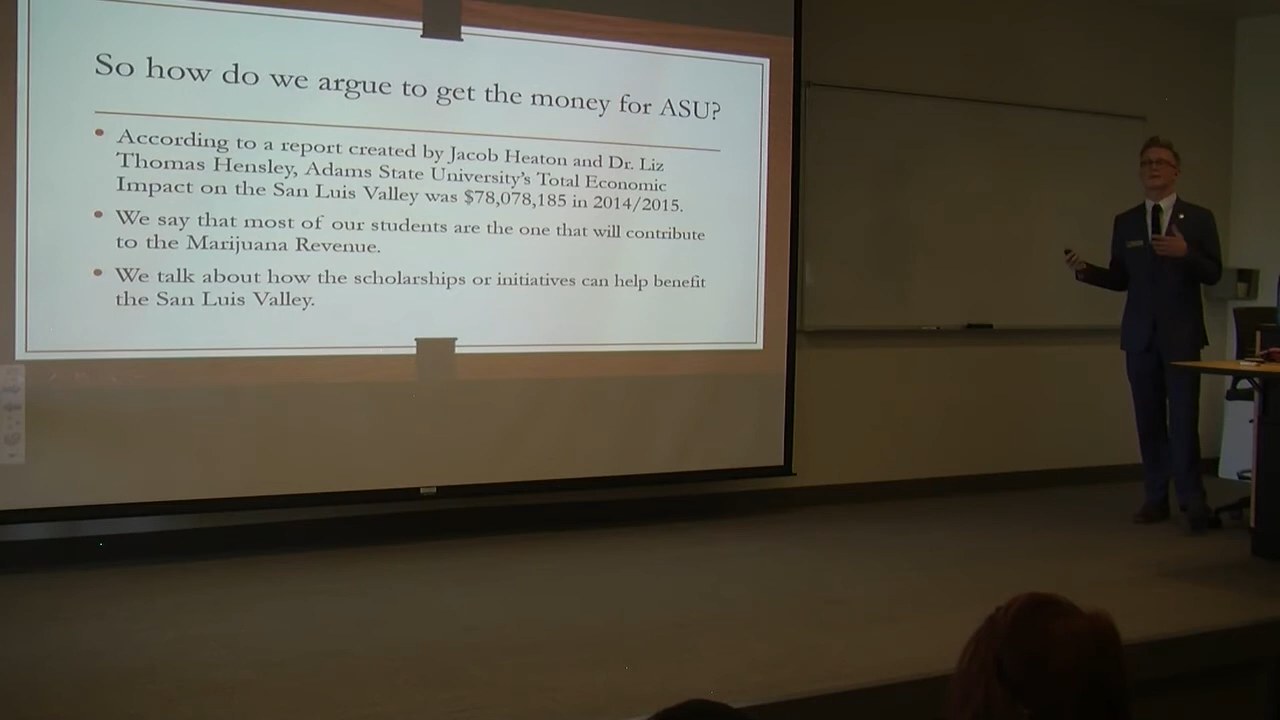 So how do we argue to get the money for ASU?
• According to a report created by Jacob Heaton and Dr. Liz
Thomas Hensley, Adams State University's Total Economic
Impact on the San Luis Valley was $78,078,185 in 2014/2015.
• We say that most of our students are the one that will contribute
to the Marijuana Revenue.
• We talk about how the scholarships or initiatives can help benefit
the San Luis Valley.